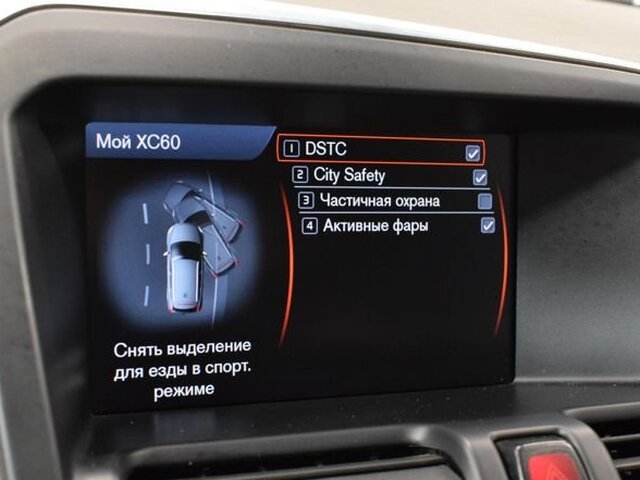 Мой XC60
1 DSTC
2 City Safety
3 Частичная охрана
4 Активные фары
Снять выделение
для езды в спорт.
режиме